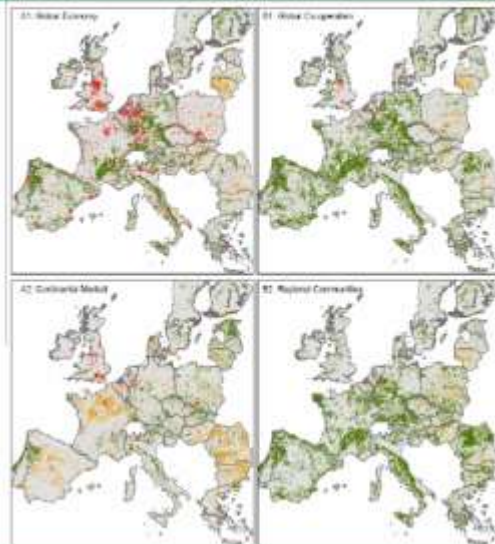 A1: Global Economy
B1: Global Co-operation
A2: Continental Market
B2: Regional Communities